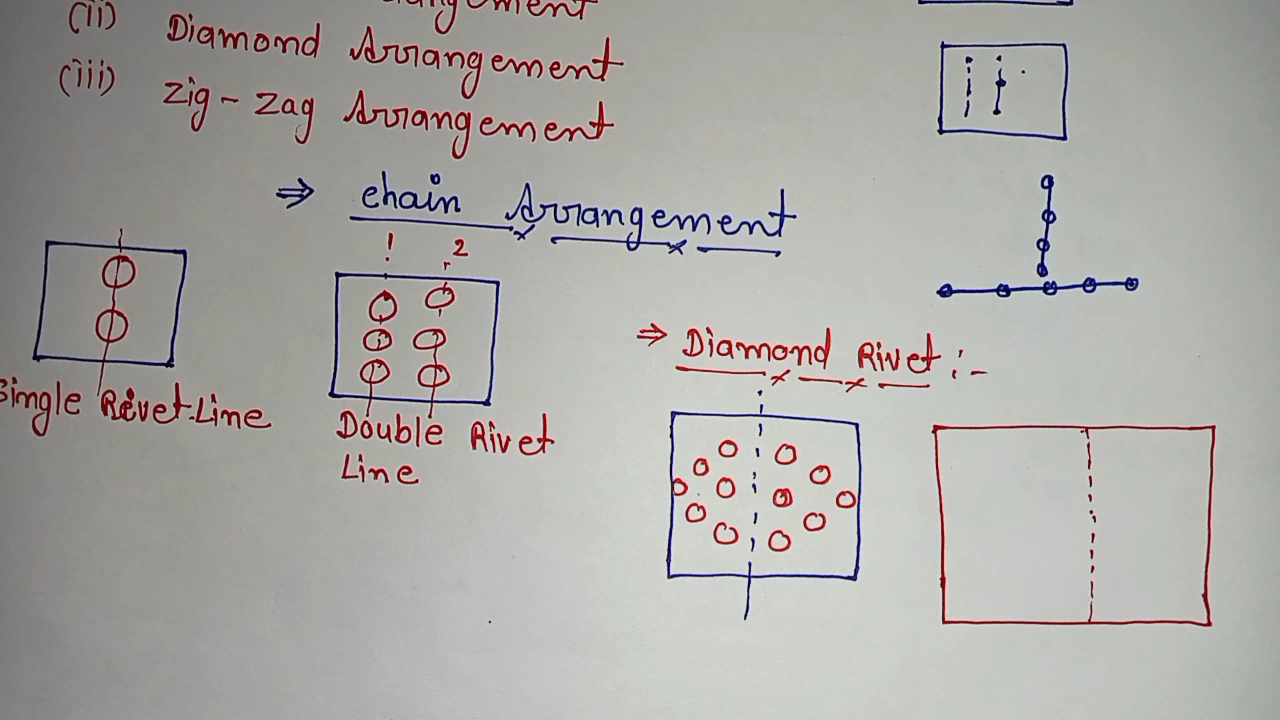 (ii) Diamond Arrangement
(iii) Zig-Zag Arrangement
⇒ chain Arrangement
1 2
Single Rivet Line
Double Rivet
Line
⇒ Diamond Rivet :-